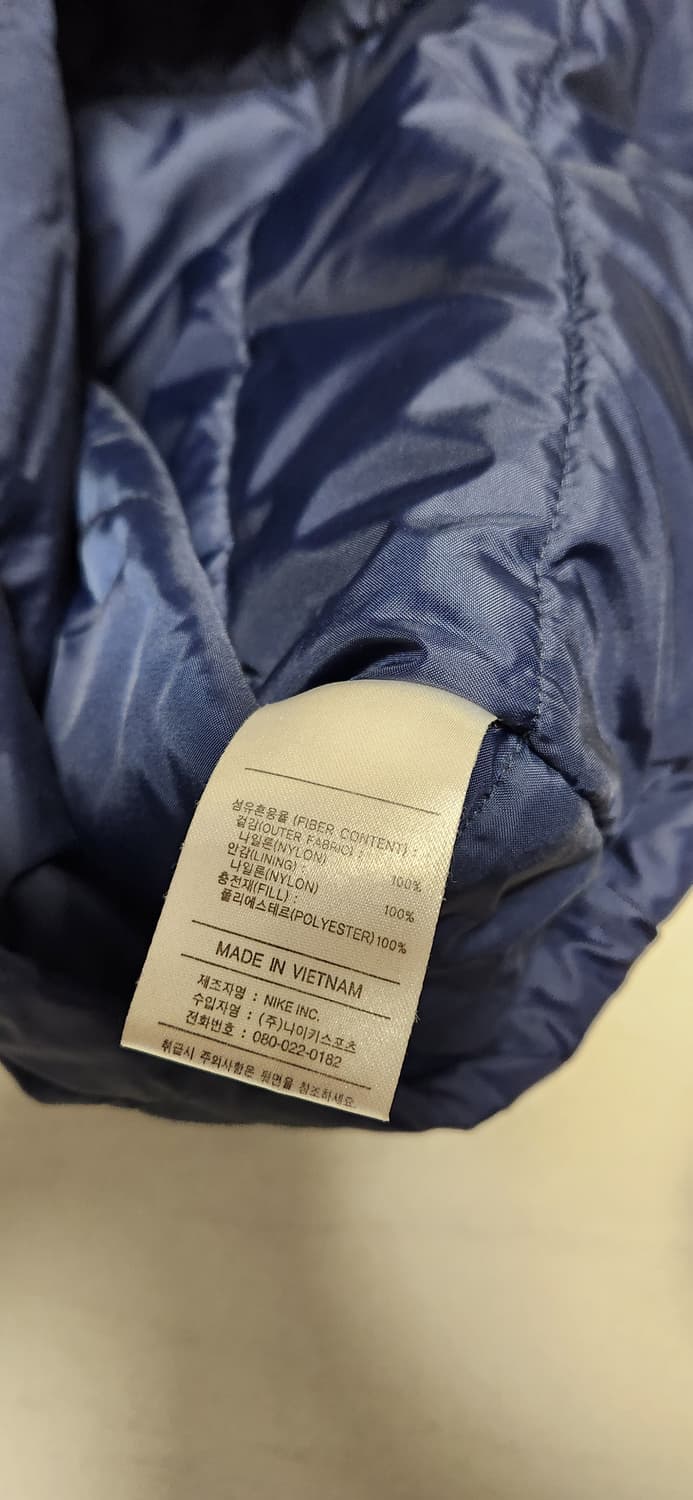 섬유혼용율 (FIBER CONTENT) :
겉감(OUTER FABRIC) :
나일론(NYLON) 100%
안감(LINING) :
나일론(NYLON) 100%
충전재(FILL) :
폴리에스테르(POLYESTER)100%
MADE IN VIETNAM
제조자명 : NIKE INC.
수입자명 : (주)나이키스포츠
전화번호 : 080-022-0182
취급시 주의사항은 뒷면을 참조하세요.